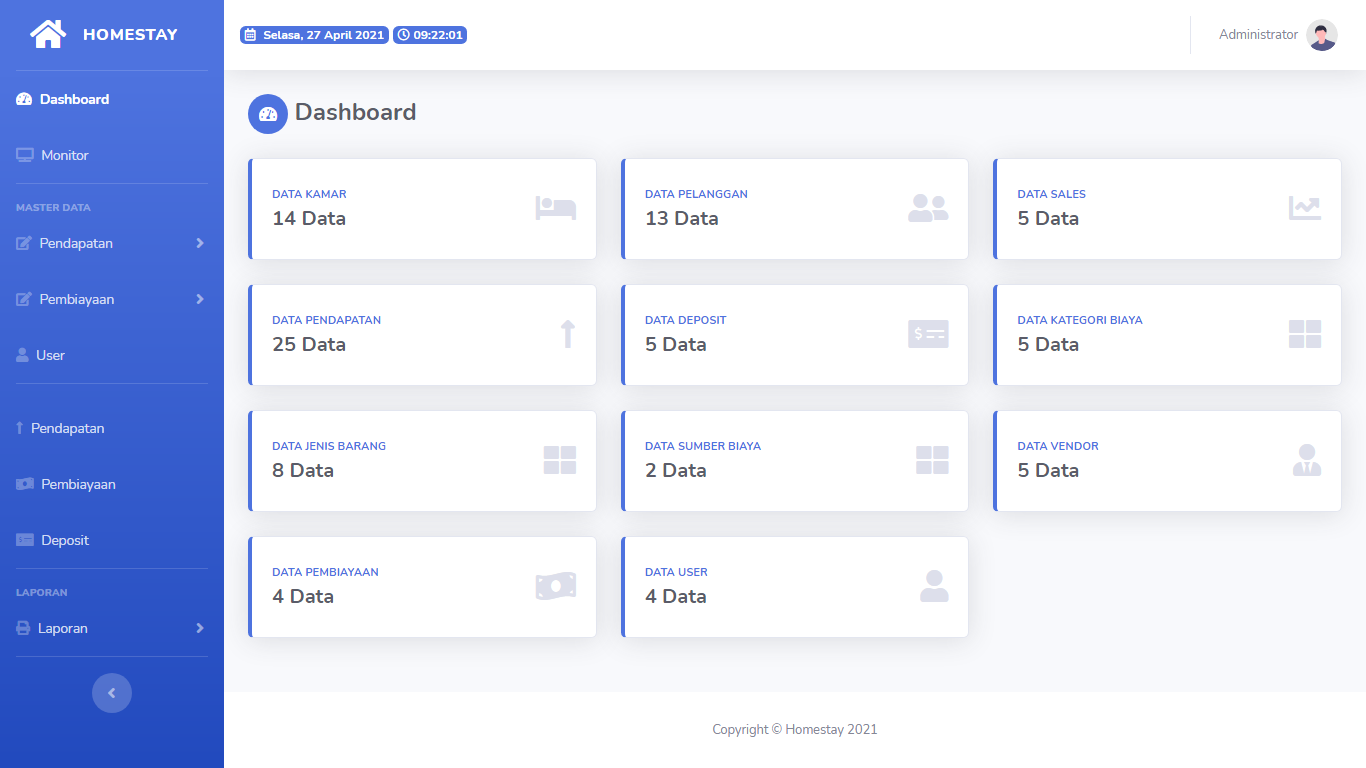 HOMESTAY
Dashboard
Monitor
MASTER DATA
Pendapatan
Pembiayaan
User
Pendapatan
Pembiayaan
Deposit
LAPORAN
Laporan
Selasa, 27 April 2021 09:22:01
Administrator
Dashboard
DATA KAMAR
14 Data
DATA PELANGGAN
13 Data
DATA SALES
5 Data
DATA PENDAPATAN
25 Data
DATA DEPOSIT
5 Data
DATA KATEGORI BIAYA
5 Data
DATA JENIS BARANG
8 Data
DATA SUMBER BIAYA
2 Data
DATA VENDOR
5 Data
DATA PEMBIAYAAN
4 Data
DATA USER
4 Data
Copyright © Homestay 2021